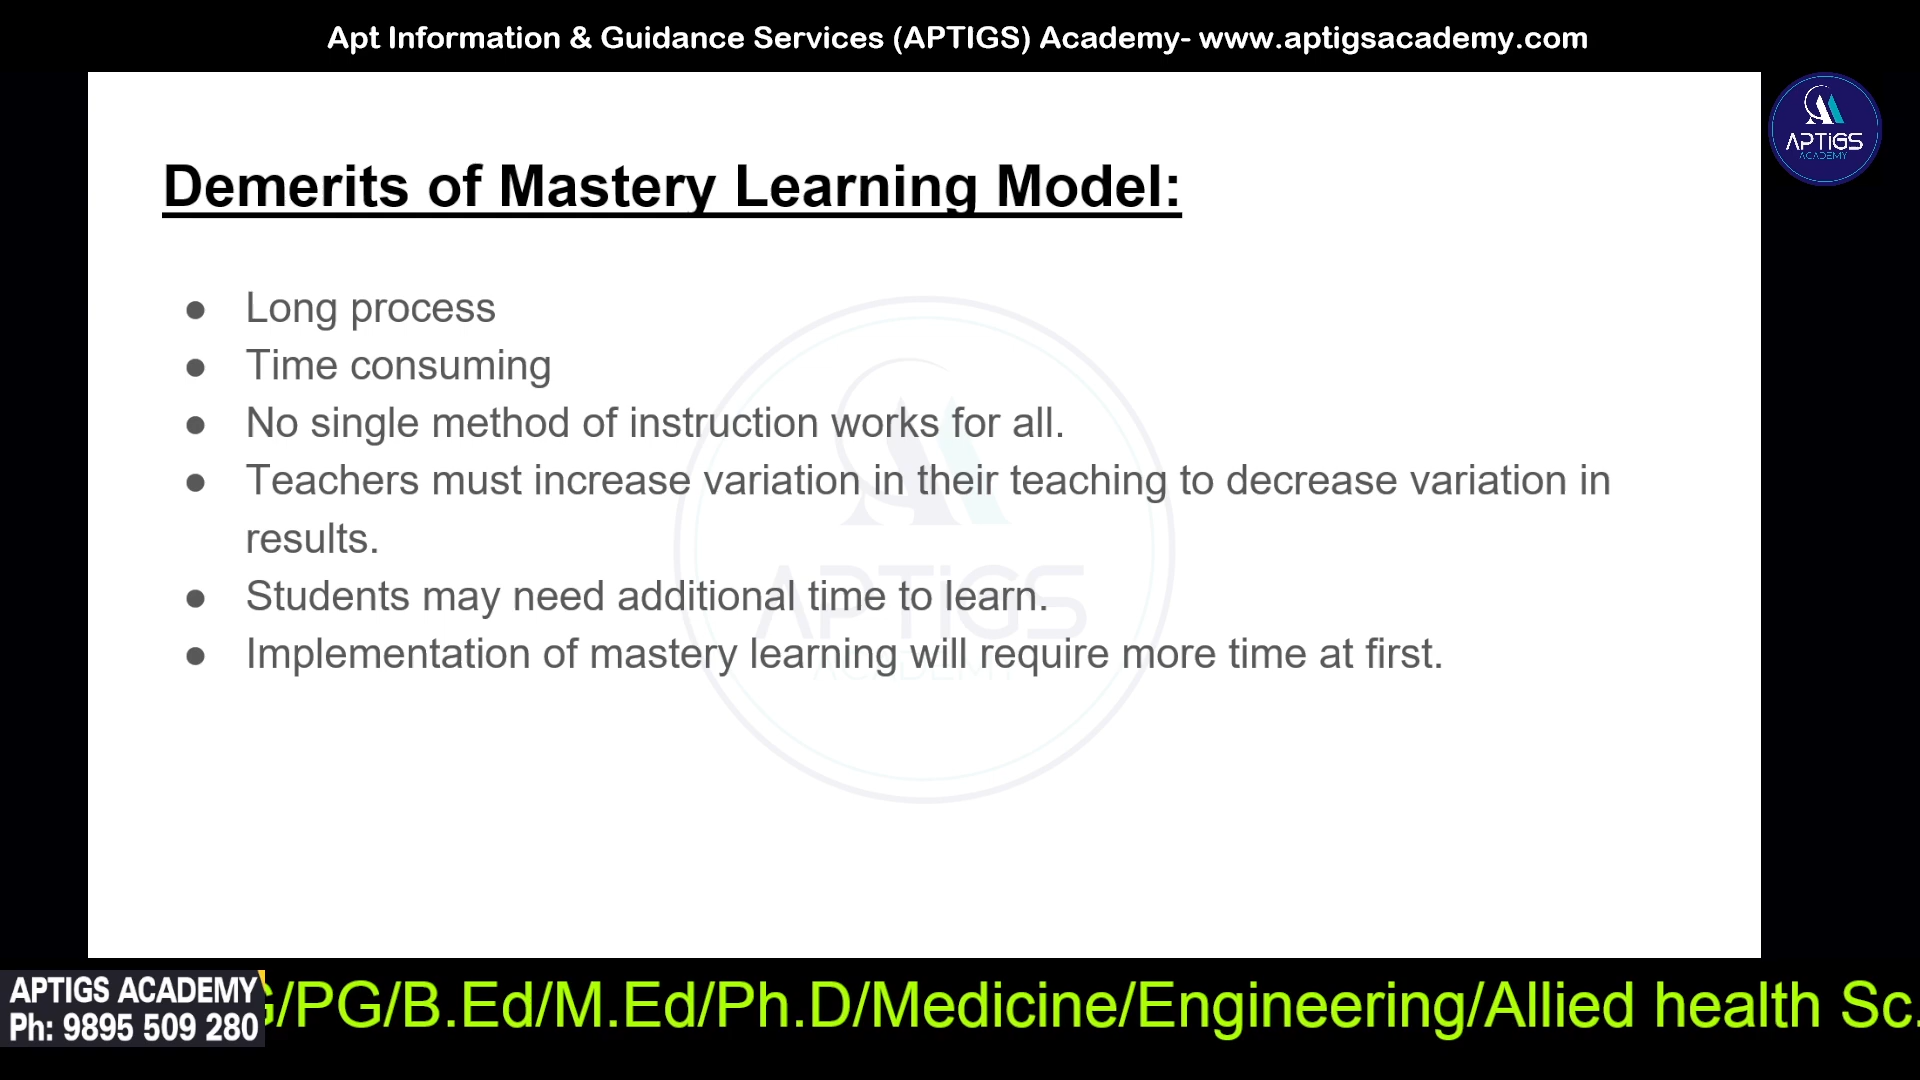 Apt Information & Guidance Services (APTIGS) Academy- www.aptigsacademy.com
APTiGS
ACADEMY
Demerits of Mastery Learning Model:
● Long process
● Time consuming
● No single method of instruction works for all.
● Teachers must increase variation in their teaching to decrease variation in
results.
● Students may need additional time to learn.
● Implementation of mastery learning will require more time at first.
APTiGS
ACADEMY
APTIGS ACADEMY
Ph: 9895 509 280
G/PG/B.Ed/M.Ed/Ph.D/Medicine/Engineering/Allied health Sc.